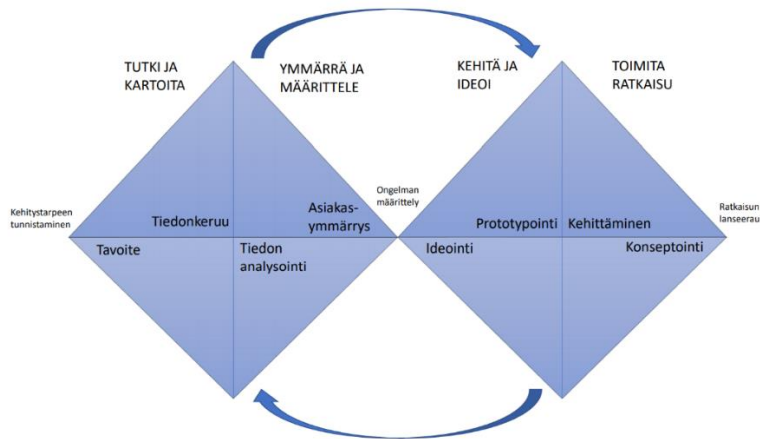 TUTKI JA
KARTOITA
YMMÄRRÄ JA
MÄÄRITTELE
KEHITÄ JA
IDEOI
TOIMITA
RATKAISU
Kehitystarpeen
tunnistaminen
Tiedonkeruu
Asiakas-
ymmärrys
Ongelman
määrittely
Prototypointi
Kehittäminen
Ratkaisun
lanseerau
Tavoite
Tiedon
analysointi
Ideointi
Konseptointi